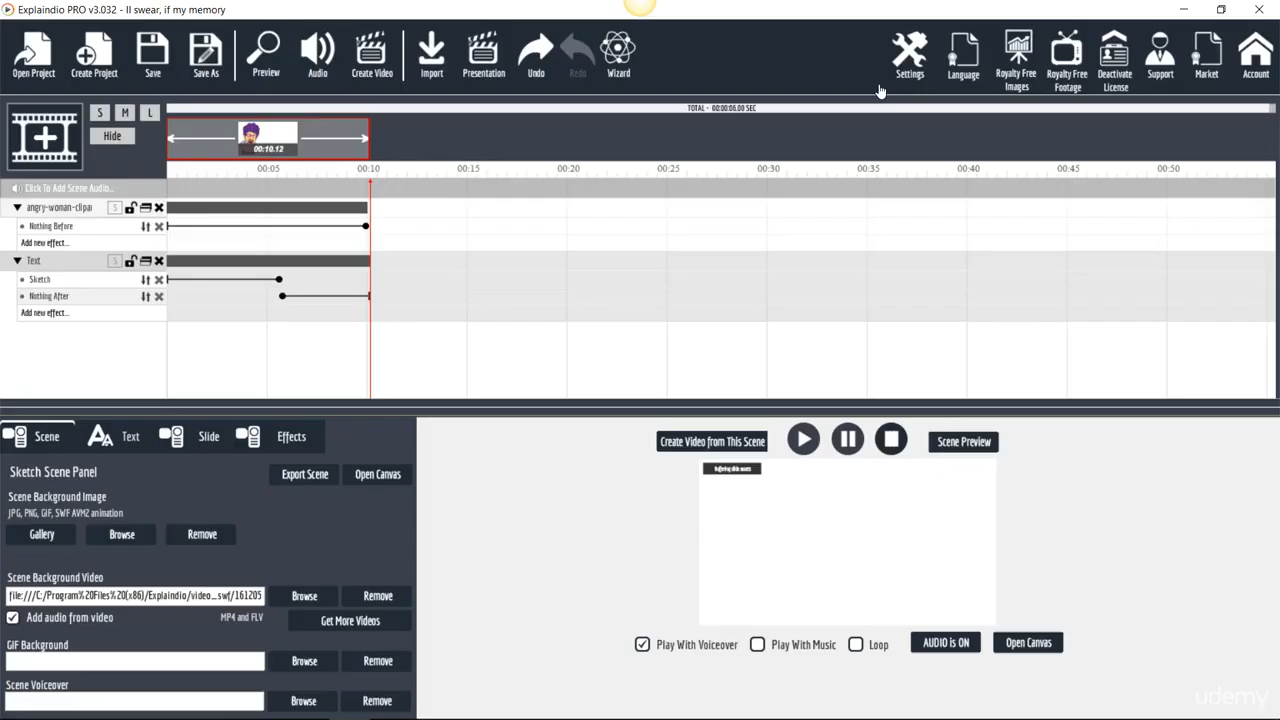 Explaindio PRO v3.032 - II swear, if my memory
Open Project
Create Project
Save
Save As
Preview
Audio
Create Video
Import
Presentation
Undo
Redo
Wizard
Settings
Language
Royalty Free
Images
Royalty Free
Footage
Deactivate
License
Support
Market
Account
S M L
Hide
TOTAL - 00:00:06.00 SEC
00:10.12
00:05 00:10 00:15 00:20 00:25 00:30 00:35 00:40 00:45 00:50
Click To Add Scene Audio..
angry-woman-clipar
S
Nothing Before
Add new effect...
Text
S
Sketch
Nothing After
Add new effect...
Scene
Text
Slide
Effects
Sketch Scene Panel
Export Scene
Open Canvas
Scene Background Image
JPG, PNG, GIF, SWF AVM2 animation
Gallery
Browse
Remove
Scene Background Video
file:///C:/Program%20Files%20(x86)/Explaindio/video_swf/161205
Browse
Remove
Add audio from video
MP4 and FLV
Get More Videos
GIF Background
Browse
Remove
Scene Voiceover
Browse
Remove
Create Video from This Scene
Scene Preview
Play With Voiceover
Play With Music
Loop
AUDIO is ON
Open Canvas
udemy